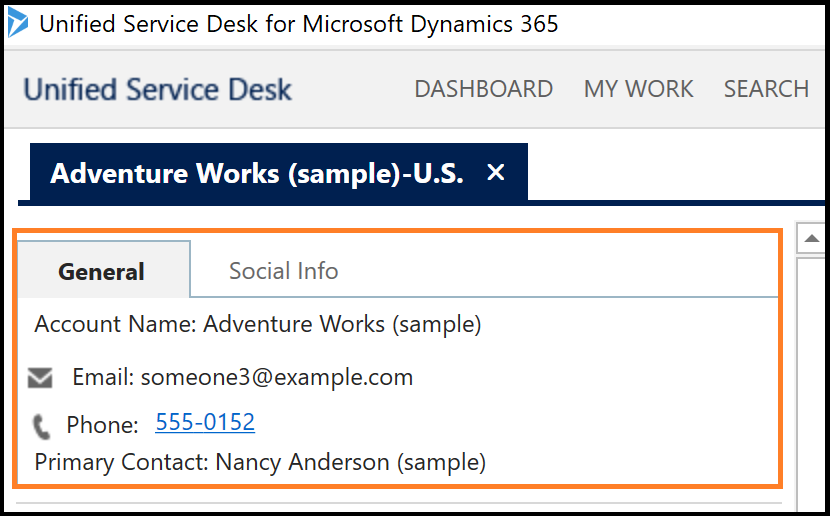 Unified Service Desk for Microsoft Dynamics 365
Unified Service Desk DASHBOARD MY WORK SEARCH
Adventure Works (sample)-U.S. ✕
General Social Info
Account Name: Adventure Works (sample)
Email: someone3@example.com
Phone: 555-0152
Primary Contact: Nancy Anderson (sample)